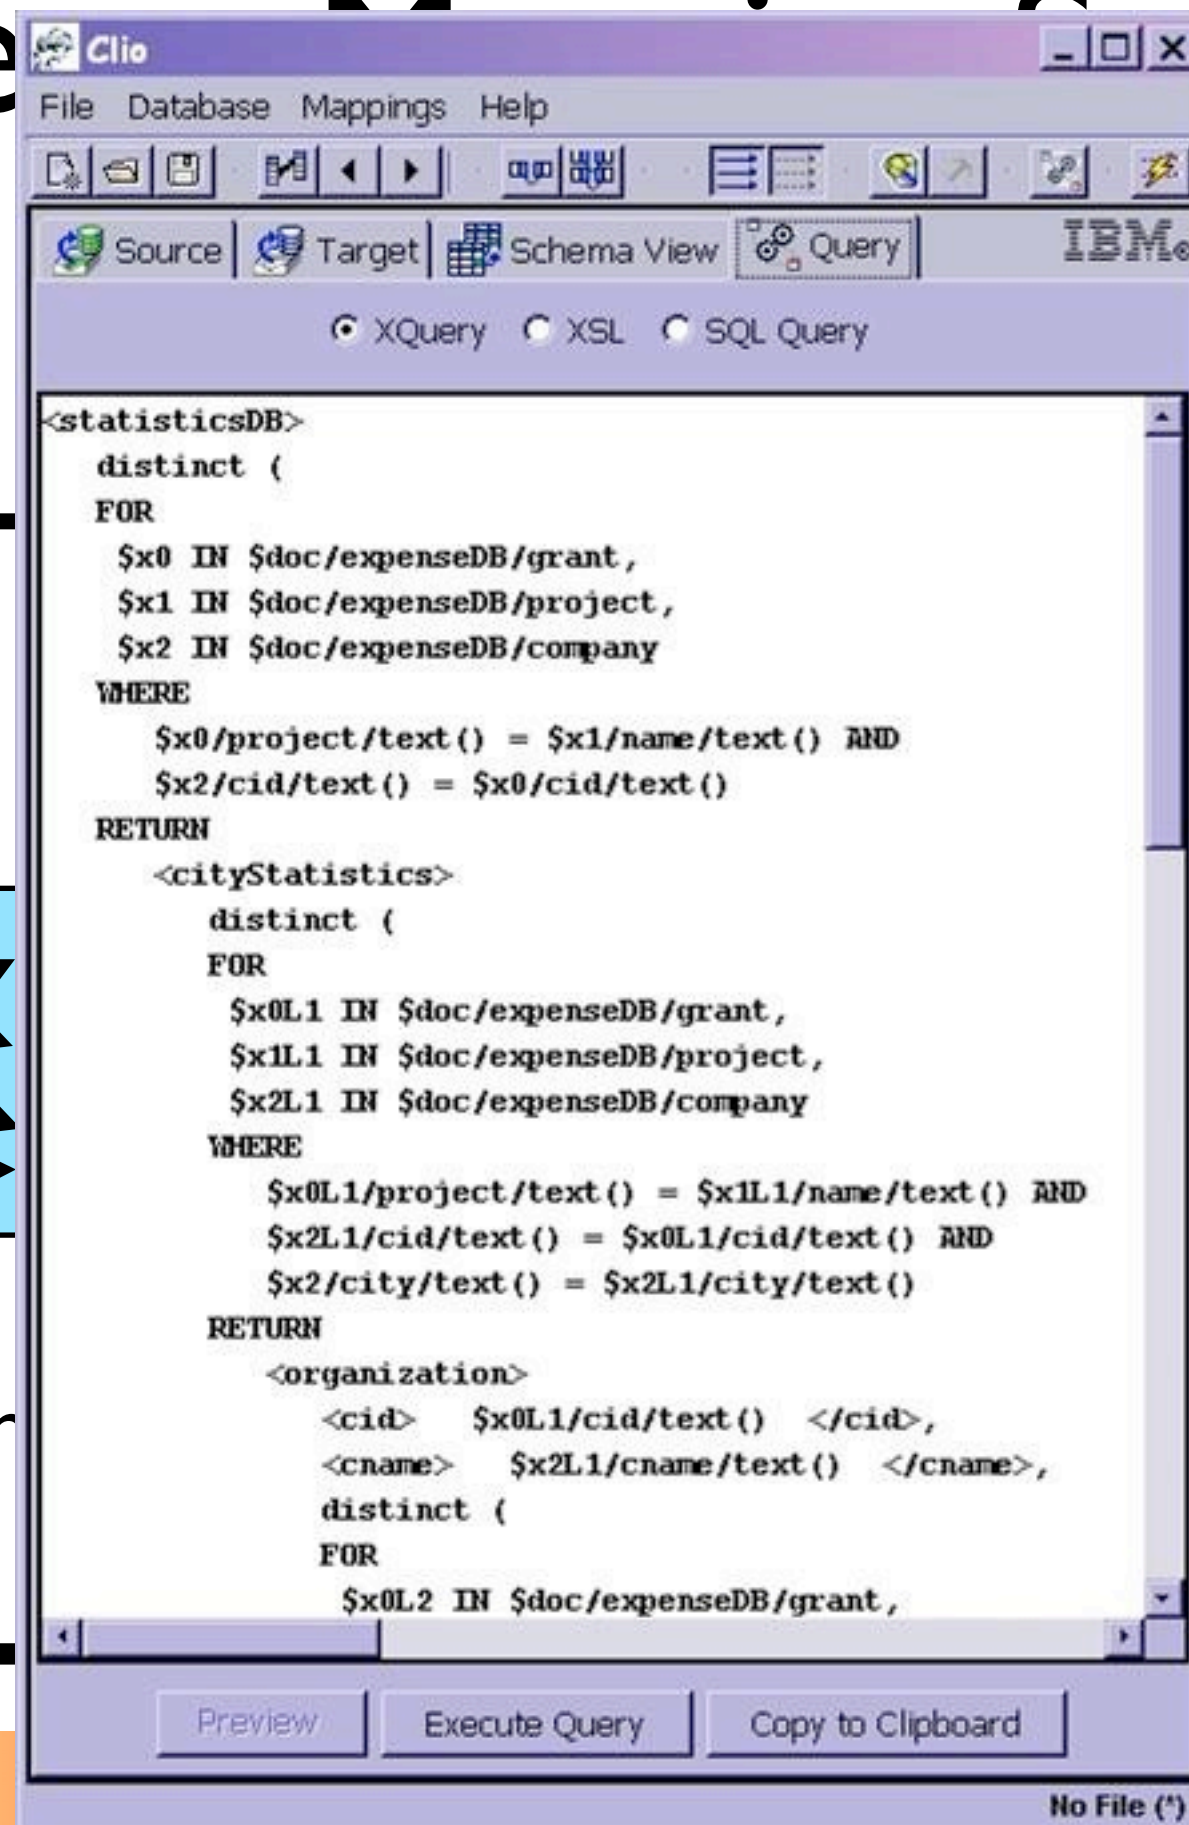 Clio
File Database Mappings Help
Source Target Schema View Query IBM
XQuery XSL SQL Query
<statisticsDB>
distinct (
FOR
$x0 IN $doc/expenseDB/grant,
$x1 IN $doc/expenseDB/project,
$x2 IN $doc/expenseDB/company
WHERE
$x0/project/text() = $x1/name/text() AND
$x2/cid/text() = $x0/cid/text()
RETURN
<cityStatistics>
distinct (
FOR
$x0L1 IN $doc/expenseDB/grant,
$x1L1 IN $doc/expenseDB/project,
$x2L1 IN $doc/expenseDB/company
WHERE
$x0L1/project/text() = $x1L1/name/text() AND
$x2L1/cid/text() = $x0L1/cid/text() AND
$x2/city/text() = $x2L1/city/text()
RETURN
<organization>
<cid> $x0L1/cid/text() </cid>,
<cname> $x2L1/cname/text() </cname>,
distinct (
FOR
$x0L2 IN $doc/expenseDB/grant,
Preview Execute Query Copy to Clipboard
No File (*)